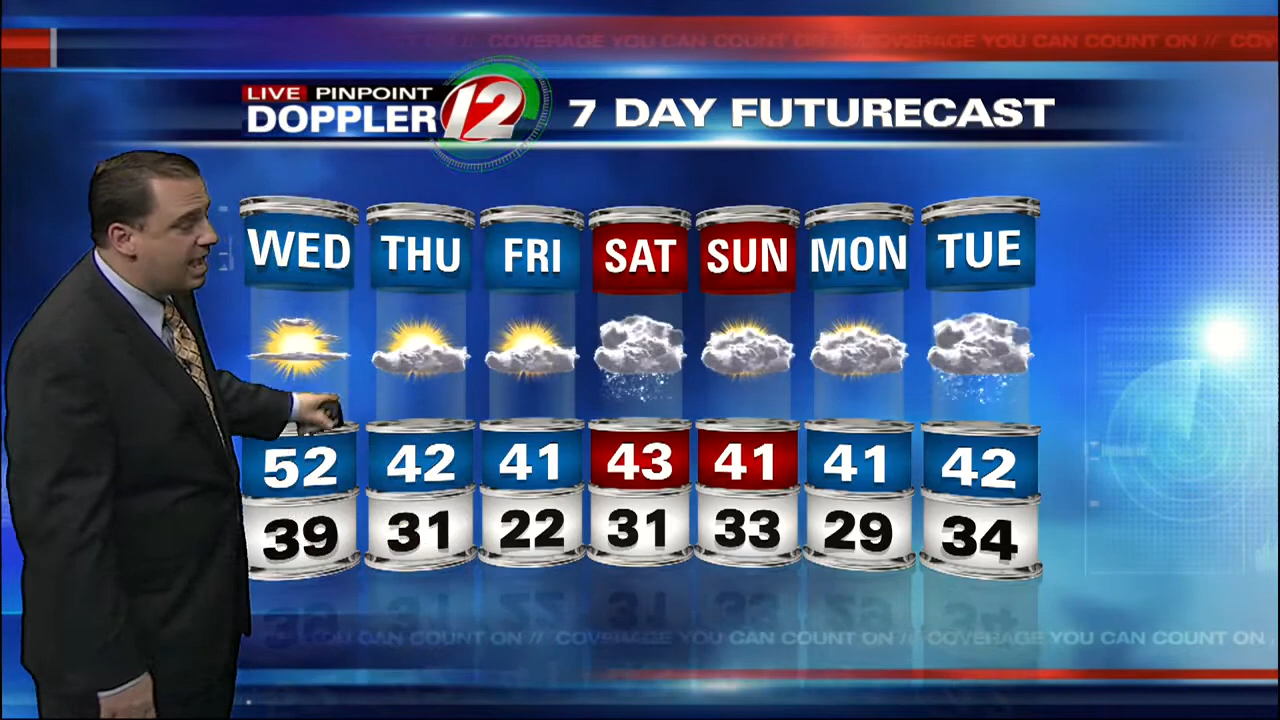 COVERAGE YOU CAN COUNT ON // COVERAGE YOU CAN COUNT ON // COV
LIVE PINPOINT
DOPPLER 12
7 DAY FUTURECAST
WED THU FRI SAT SUN MON TUE
52 42 41 43 41 41 42
39 31 22 31 33 29 34
YOU CAN COUNT ON // COVERAGE YOU CAN COUNT ON // COVERAGE YOU CAN COUNT ON